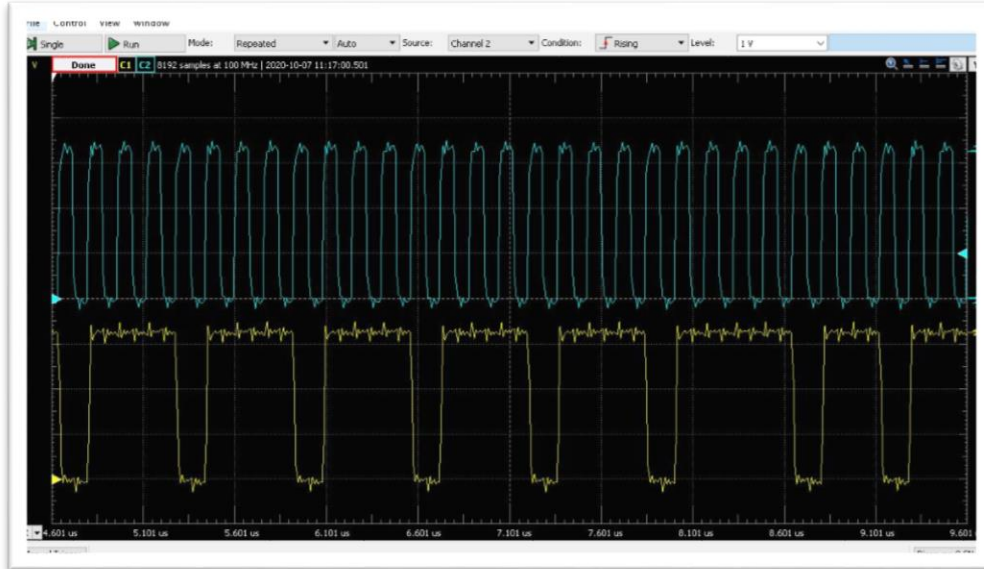 File Control View Window
Single Run Mode: Repeated Auto Source: Channel 2 Condition: Rising Level: 1 V
V Done C1 C2 8192 samples at 100 MHz | 2020-10-07 11:17:00.501
4.601 us 5.101 us 5.601 us 6.101 us 6.601 us 7.101 us 7.601 us 8.101 us 8.601 us 9.101 us 9.601